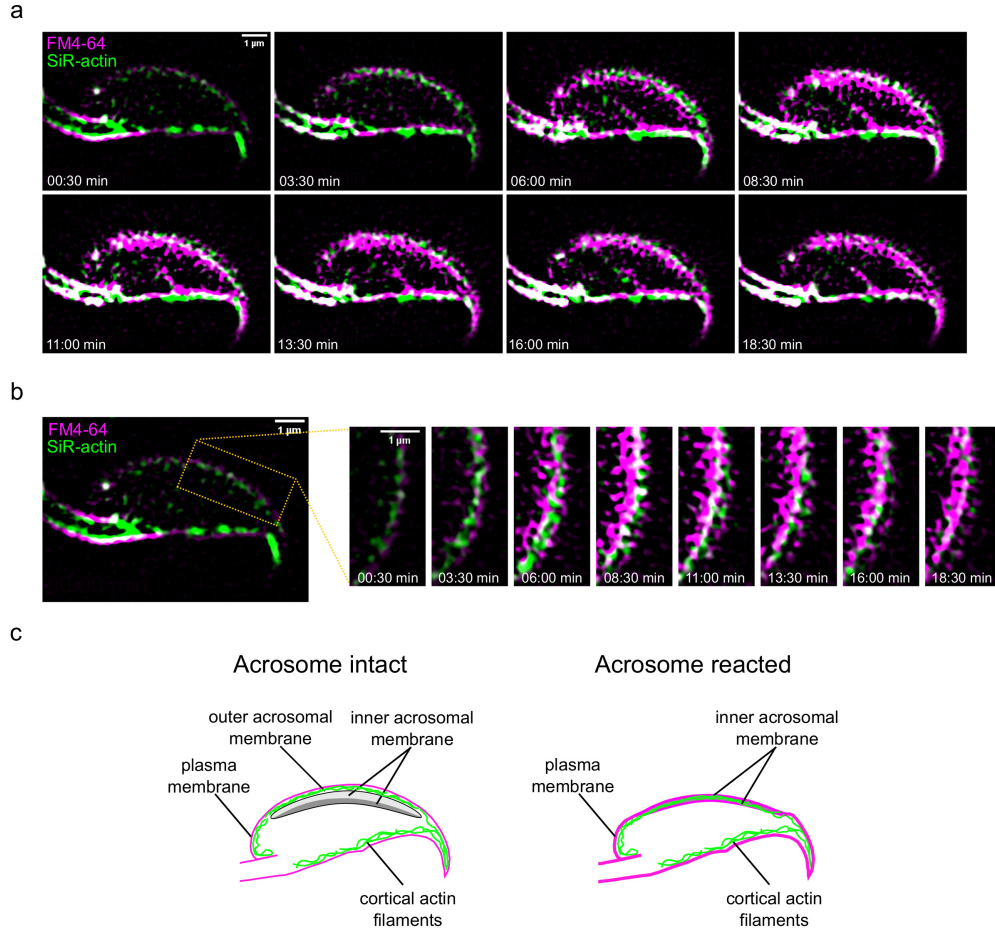 a
FM4-64
SiR-actin
1 µm
00:30 min
03:30 min
06:00 min
08:30 min
11:00 min
13:30 min
16:00 min
18:30 min
b
FM4-64
SiR-actin
1 µm
1 µm
00:30 min
03:30 min
06:00 min
08:30 min
11:00 min
13:30 min
16:00 min
18:30 min
c
Acrosome intact
outer acrosomal
membrane
inner acrosomal
membrane
plasma
membrane
cortical actin
filaments
Acrosome reacted
inner acrosomal
membrane
plasma
membrane
cortical actin
filaments